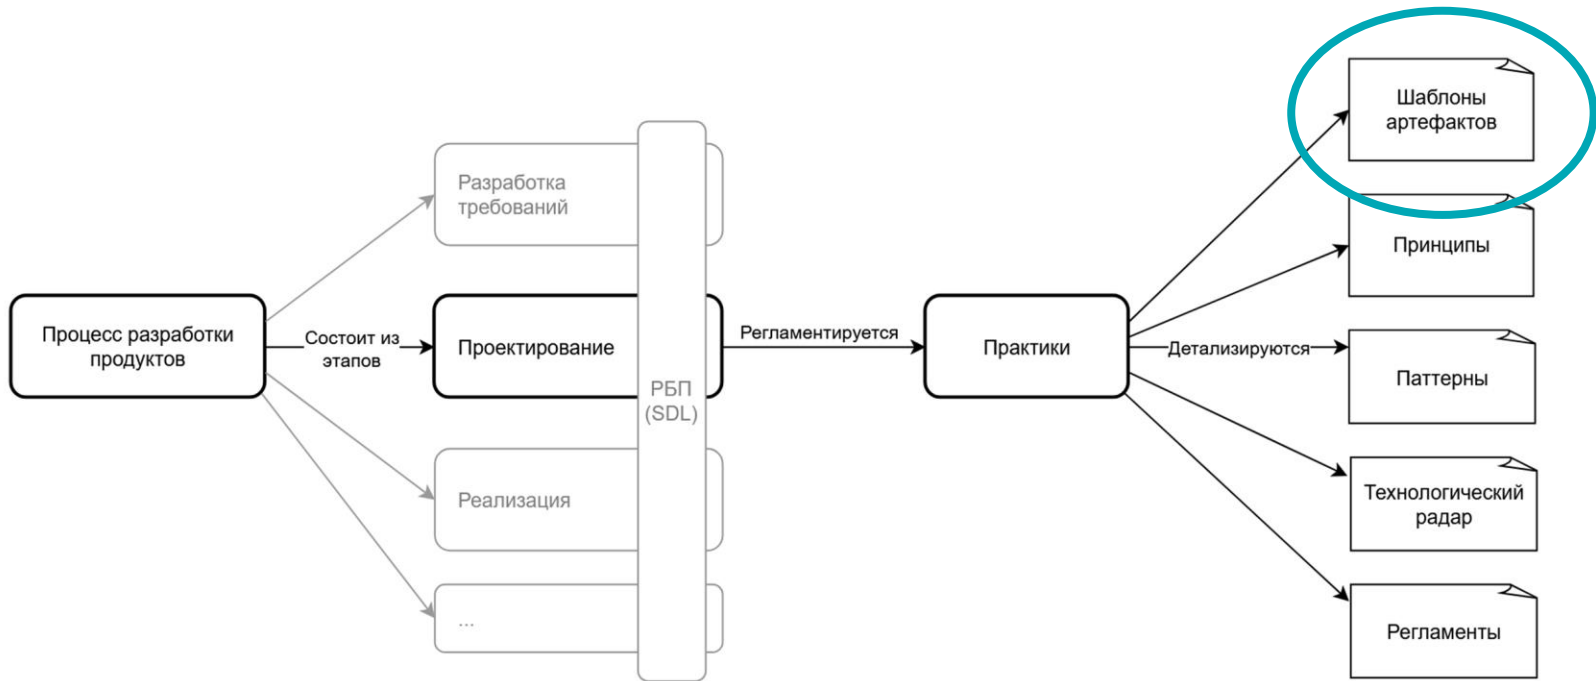 Шаблоны
артефактов
Разработка
требований
Принципы
Процесс разработки
продуктов
Состоит из
этапов
Проектирование
РБП
(SDL)
Регламентируется
Практики
Детализируются
Паттерны
Реализация
Технологический
радар
...
Регламенты